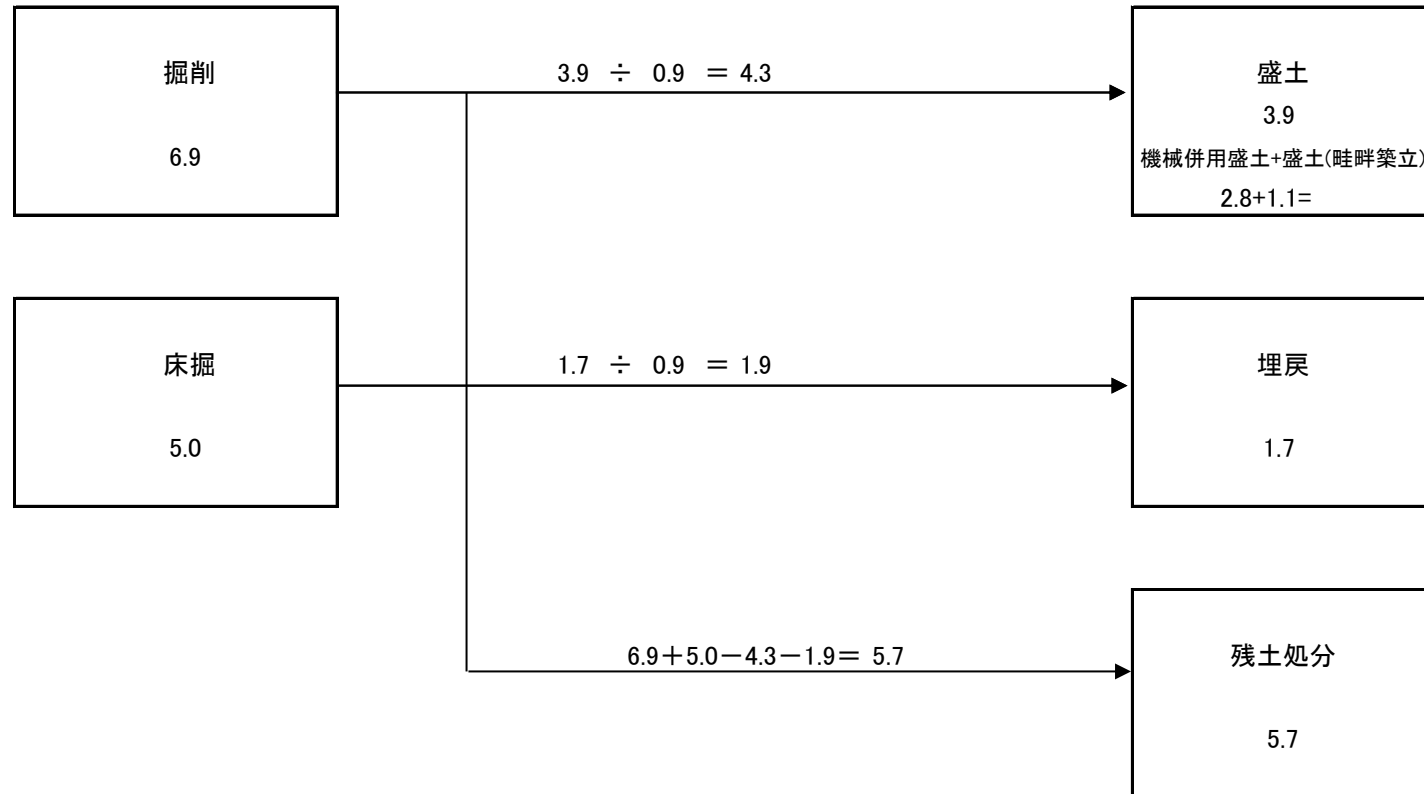 掘削
6.9
3.9 ÷ 0.9 ＝ 4.3
盛土
3.9
機械併用盛土+盛土(畦畔築立)
2.8+1.1=
床掘
5.0
1.7 ÷ 0.9 ＝ 1.9
埋戻
1.7
6.9＋5.0－4.3－1.9＝ 5.7
残土処分
5.7